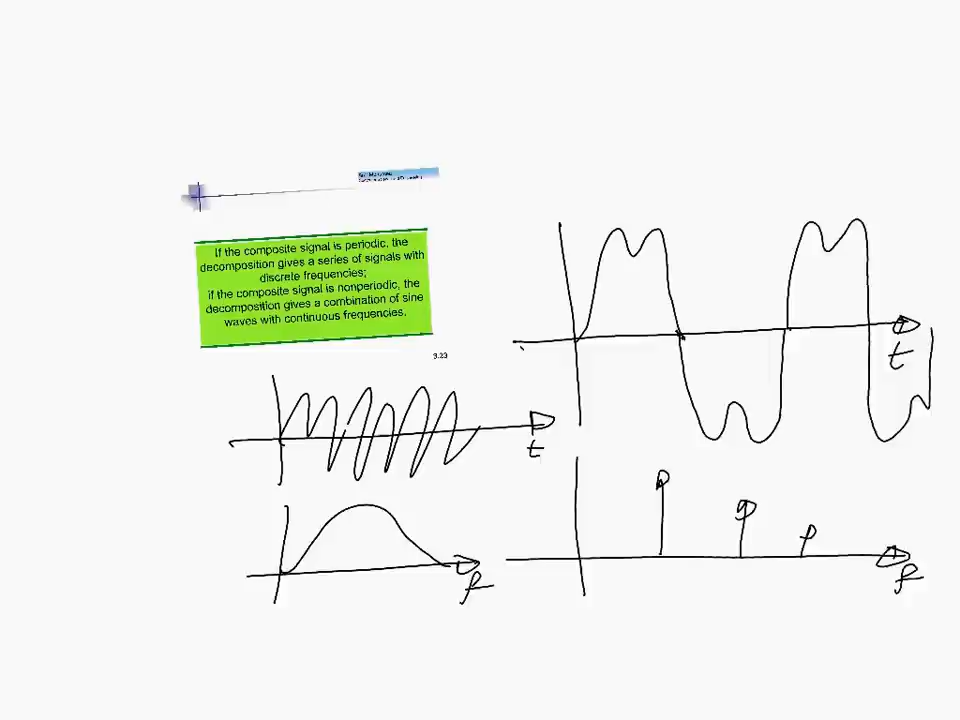 If the composite signal is periodic, the
decomposition gives a series of signals with
discrete frequencies;
if the composite signal is nonperiodic, the
decomposition gives a combination of sine
waves with continuous frequencies.
3.23
t
t
f
f